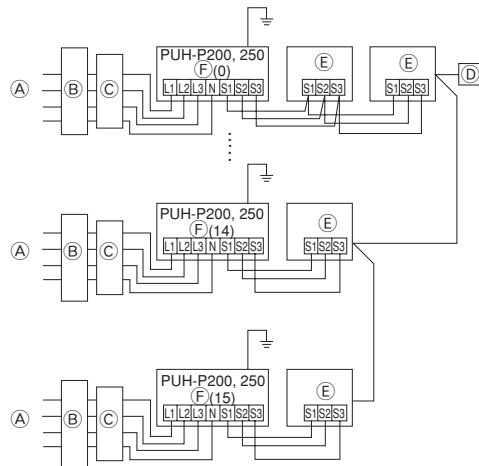 PUH-P200, 250
Ⓕ(0)
Ⓔ
Ⓔ
Ⓓ
Ⓐ
Ⓑ
Ⓒ
L1 L2 L3 N S1 S2 S3
S1 S2 S3
S1 S2 S3
PUH-P200, 250
Ⓕ(14)
Ⓔ
Ⓐ
Ⓑ
Ⓒ
L1 L2 L3 N S1 S2 S3
S1 S2 S3
PUH-P200, 250
Ⓕ(15)
Ⓔ
Ⓐ
Ⓑ
Ⓒ
L1 L2 L3 N S1 S2 S3
S1 S2 S3